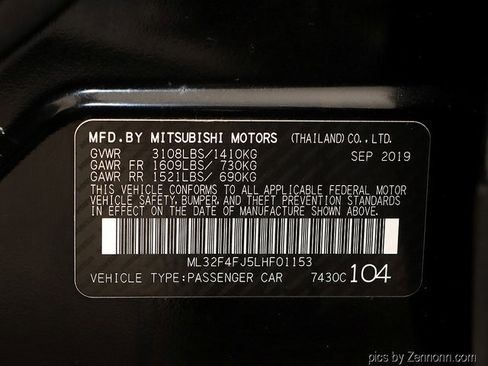 MFD.BY MITSUBISHI MOTORS (THAILAND)CO.,LTD.
GVWR 3108LBS/1410KG SEP 2019
GAWR FR 1609LBS/ 730KG
GAWR RR 1521LBS/ 690KG
THIS VEHICLE CONFORMS TO ALL APPLICABLE FEDERAL MOTOR
VEHICLE SAFETY, BUMPER, AND THEFT PREVENTION STANDARDS
IN EFFECT ON THE DATE OF MANUFACTURE SHOWN ABOVE.
ML32F4FJ5LHF01153
VEHICLE TYPE:PASSENGER CAR 7430C 104
pics by Zennonn.com